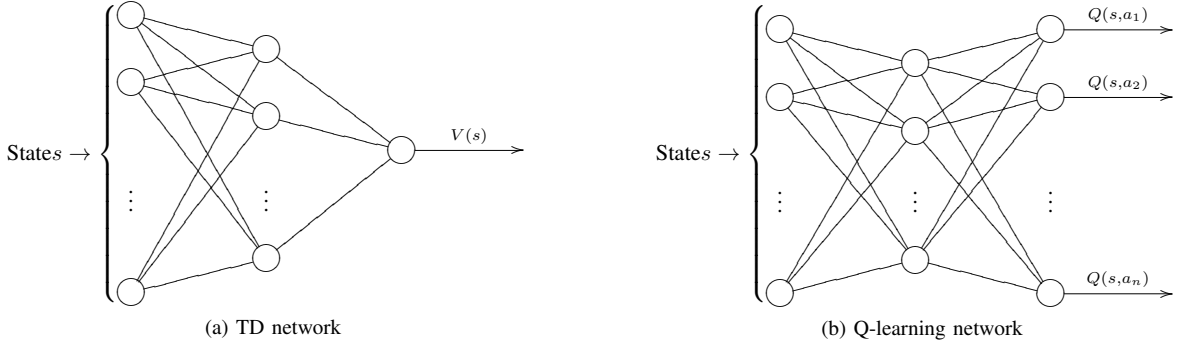 States →
V(s)
⋮
⋮
(a) TD network
States →
Q(s,a₁)
Q(s,a₂)
⋮
⋮
⋮
Q(s,aₙ)
(b) Q-learning network